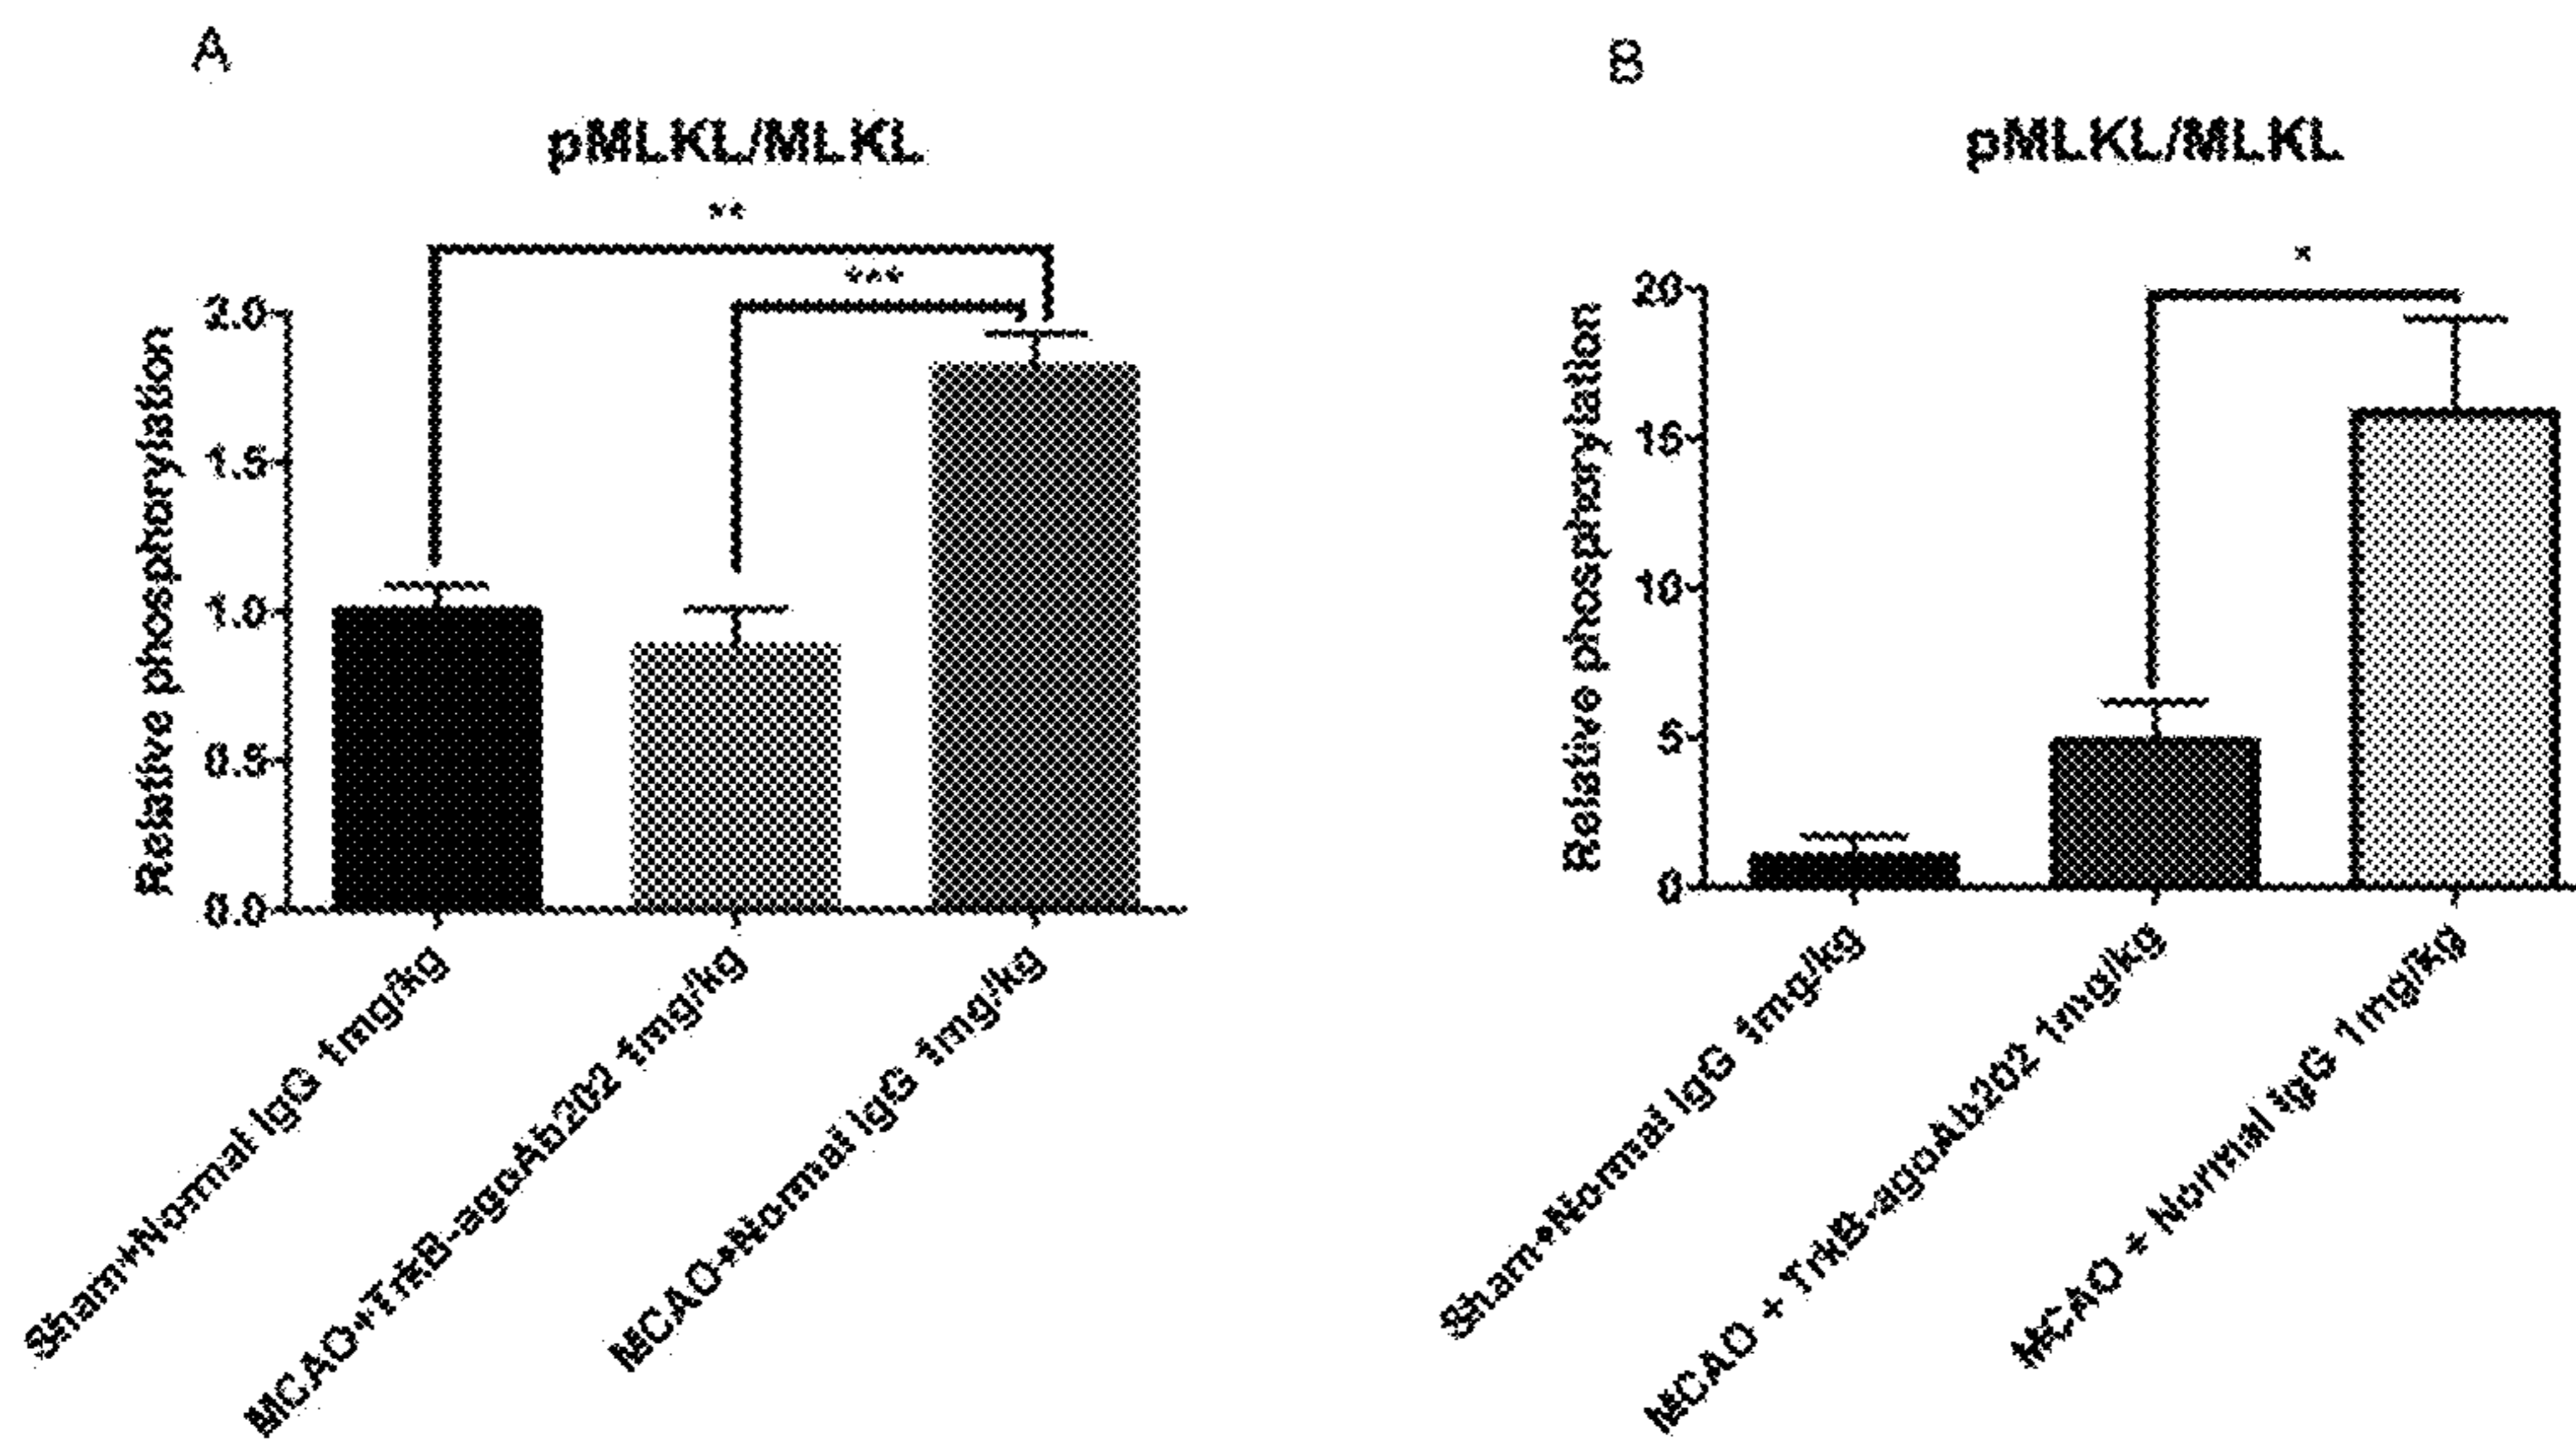 A
pMLKL/MLKL
**
***
Relative phosphorylation
2.0
1.5
1.0
0.5
0.0
Sham+Normal IgG 1mg/kg
MCAO+TrkB-agoAb202 1mg/kg
MCAO+Normal IgG 1mg/kg
B
pMLKL/MLKL
*
Relative phosphorylation
20
15
10
5
0
Sham+Normal IgG 1mg/kg
MCAO + TrkB-agoAb202 1mg/kg
MCAO + Normal IgG 1mg/kg